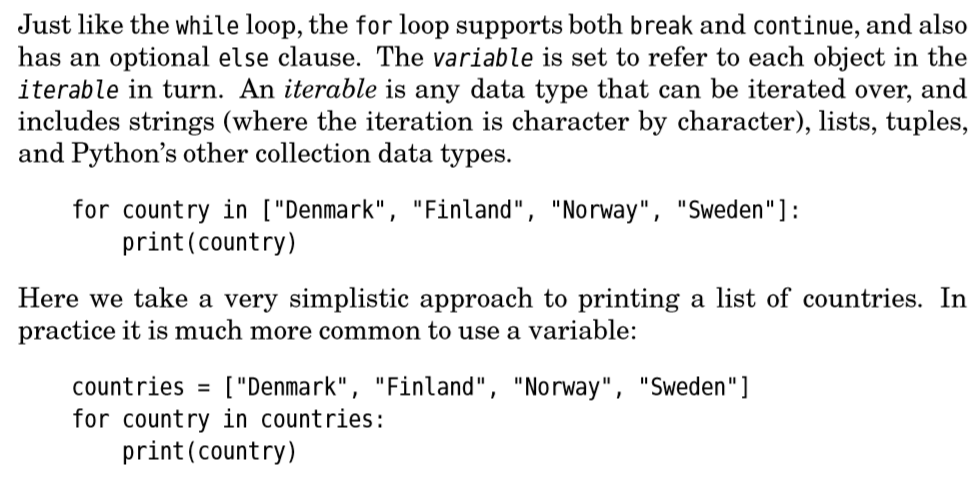 Just like the while loop, the for loop supports both break and continue, and also
has an optional else clause. The variable is set to refer to each object in the
iterable in turn. An iterable is any data type that can be iterated over, and
includes strings (where the iteration is character by character), lists, tuples,
and Python's other collection data types.
for country in ["Denmark", "Finland", "Norway", "Sweden"]:
    print(country)
Here we take a very simplistic approach to printing a list of countries. In
practice it is much more common to use a variable:
countries = ["Denmark", "Finland", "Norway", "Sweden"]
for country in countries:
    print(country)